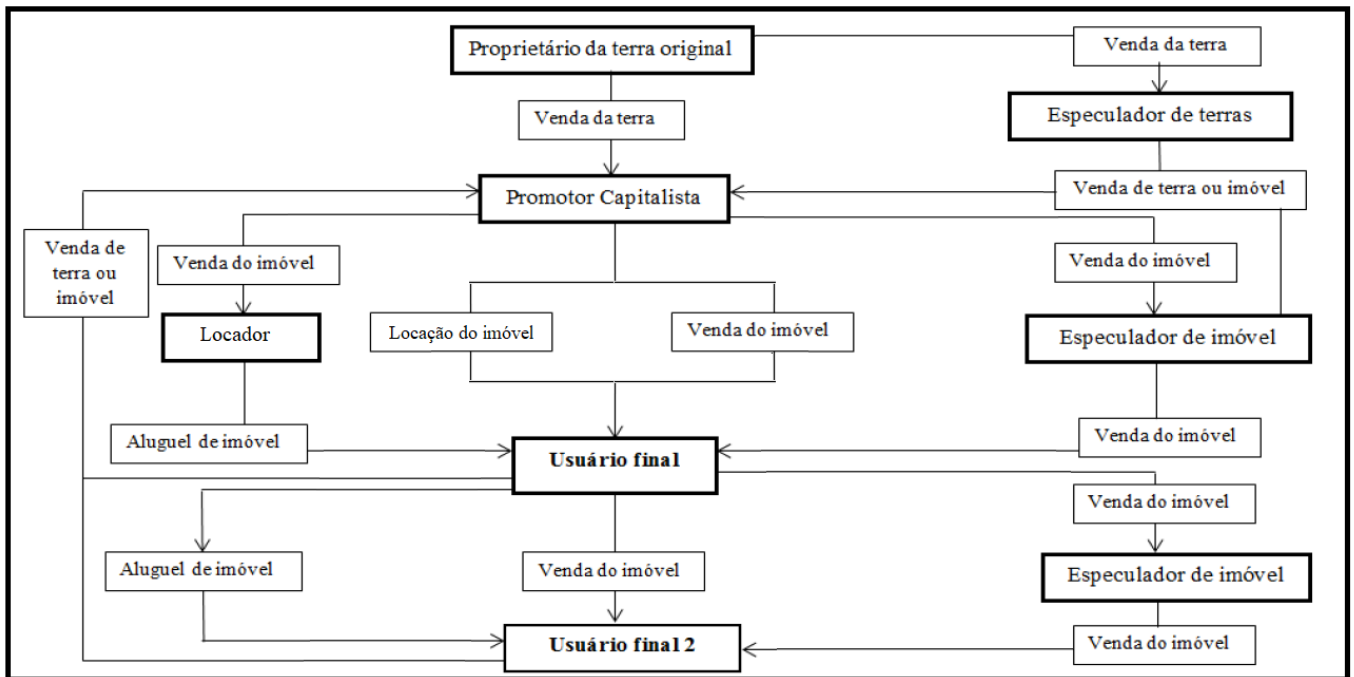 Proprietário da terra original
Venda da terra
Venda da terra
Especulador de terras
Promotor Capitalista
Venda de terra ou imóvel
Venda de
terra ou
imóvel
Venda do imóvel
Venda do imóvel
Locador
Locação do imóvel
Venda do imóvel
Especulador de imóvel
Aluguel de imóvel
Venda do imóvel
Usuário final
Venda do imóvel
Aluguel de imóvel
Venda do imóvel
Especulador de imóvel
Usuário final 2
Venda do imóvel